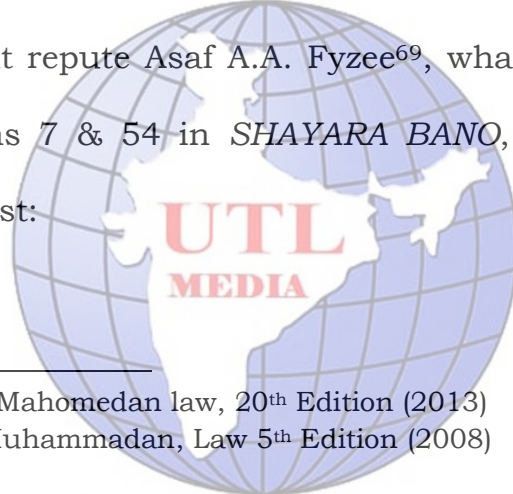 t repute Asaf A.A. Fyzee⁶⁹, wha
ns 7 & 54 in SHAYARA BANO,
st:
UTL
MEDIA
Mahomedan law, 20th Edition (2013)
Muhammadan, Law 5th Edition (2008)